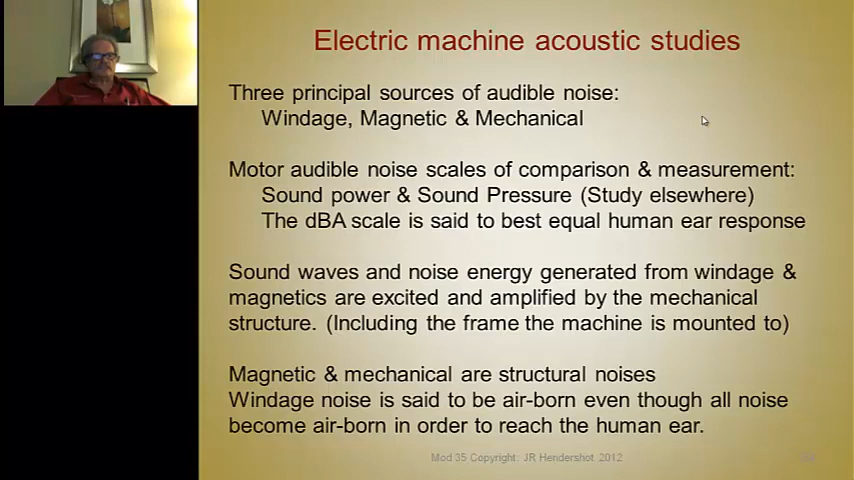 Electric machine acoustic studies
Three principal sources of audible noise:
Windage, Magnetic & Mechanical
Motor audible noise scales of comparison & measurement:
Sound power & Sound Pressure (Study elsewhere)
The dBA scale is said to best equal human ear response
Sound waves and noise energy generated from windage &
magnetics are excited and amplified by the mechanical
structure. (Including the frame the machine is mounted to)
Magnetic & mechanical are structural noises
Windage noise is said to be air-born even though all noise
become air-born in order to reach the human ear.
Mod 35 Copyright: JR Hendershot 2012